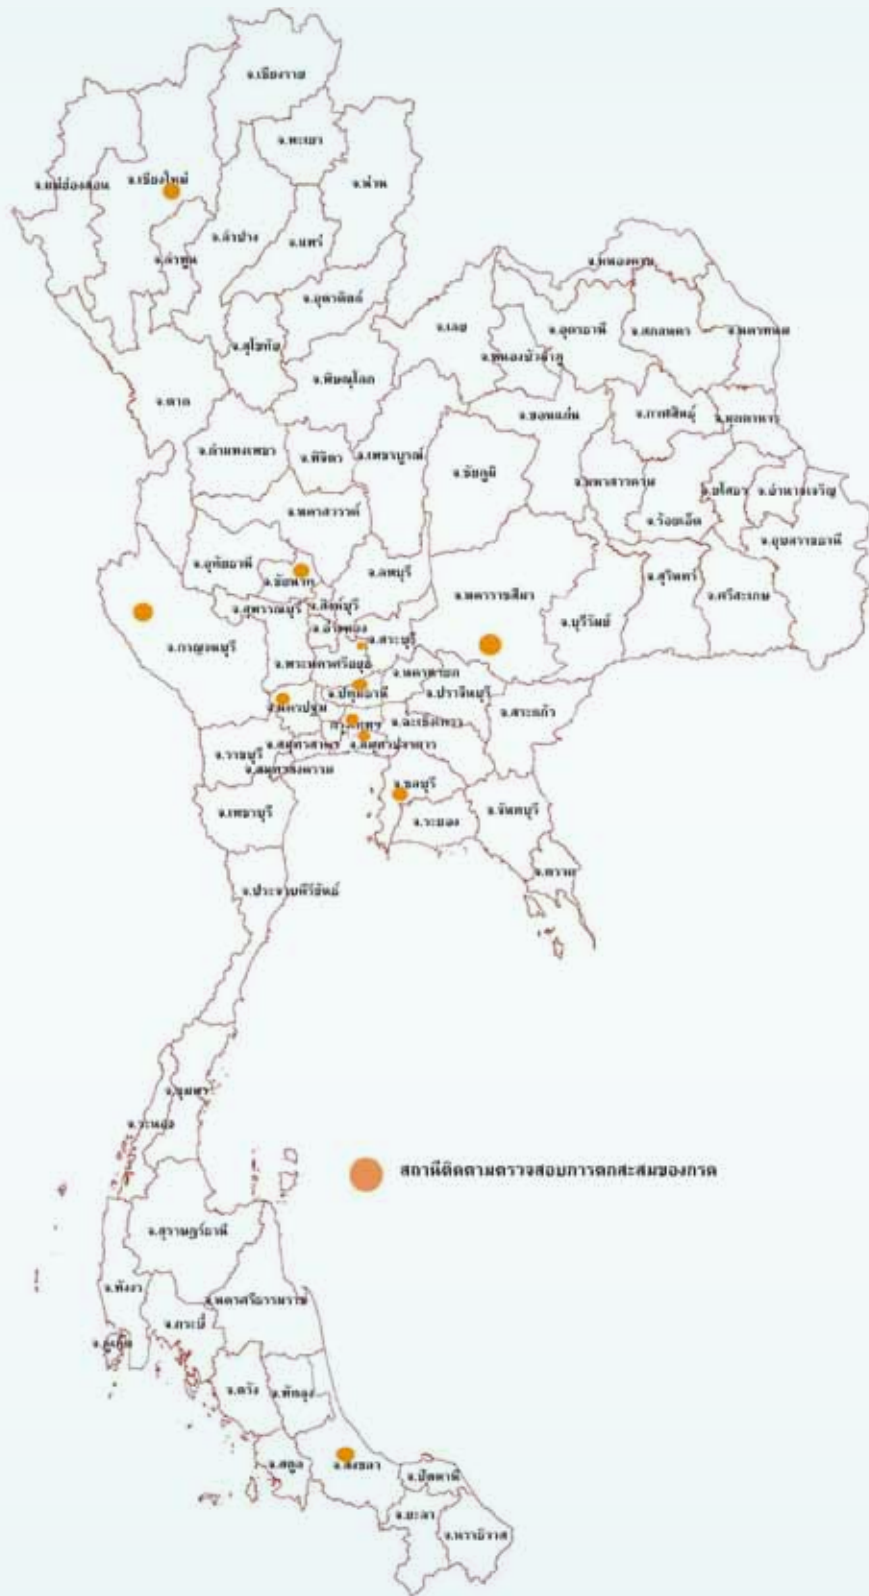 จ.เชียงราย
จ.พะเยา
จ.แม่ฮ่องสอน
จ.เชียงใหม่
จ.น่าน
จ.ลำปาง
จ.แพร่
จ.ลำพูน
จ.หนองคาย
จ.อุตรดิตถ์
จ.เลย
จ.อุดรธานี
จ.สกลนคร
จ.นครพนม
จ.สุโขทัย
จ.หนองบัวลำภู
จ.พิษณุโลก
จ.ตาก
จ.ขอนแก่น
จ.กาฬสินธุ์
จ.มุกดาหาร
จ.กำแพงเพชร
จ.พิจิตร
จ.เพชรบูรณ์
จ.ชัยภูมิ
จ.มหาสารคาม
จ.ยโสธร
จ.อำนาจเจริญ
จ.นครสวรรค์
จ.ร้อยเอ็ด
จ.อุบลราชธานี
จ.อุทัยธานี
จ.ชัยนาท
จ.ลพบุรี
จ.สุรินทร์
จ.นครราชสีมา
จ.ศรีสะเกษ
จ.สุพรรณบุรี
จ.สิงห์บุรี
จ.บุรีรัมย์
จ.อ่างทอง
จ.สระบุรี
จ.กาญจนบุรี
จ.พระนครศรีอยุธ
จ.นครนายก
จ.ปทุมธานี
จ.ปราจีนบุรี
จ.นครปฐม
จ.สระแก้ว
กรุงเทพฯ
จ.ฉะเชิงเทรา
จ.สมุทรสาคร
จ.สมุทรปราการ
จ.ราชบุรี
จ.สมุทรสงคราม
จ.ชลบุรี
จ.เพชรบุรี
จ.ระยอง
จ.จันทบุรี
จ.ตราด
จ.ประจวบคีรีขันธ์
จ.ชุมพร
จ.ระนอง
สถานีติดตามตรวจสอบการตกสะสมของกรด
จ.สุราษฎร์ธานี
จ.พังงา
จ.นครศรีธรรมราช
จ.กระบี่
จ.ภูเก็ต
จ.ตรัง
จ.พัทลุง
จ.สตูล
จ.สงขลา
จ.ปัตตานี
จ.ยะลา
จ.นราธิวาส